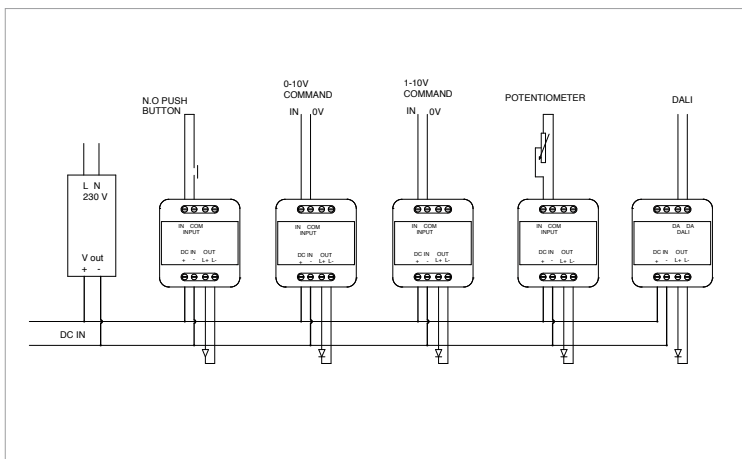 N.O PUSH
BUTTON
0-10V
COMMAND
IN 0V
1-10V
COMMAND
IN 0V
POTENTIOMETER
DALI
L N
230 V
V out
+ -
IN COM
INPUT
DC IN OUT
+ - L+ L-
IN COM
INPUT
DC IN OUT
+ - L+ L-
IN COM
INPUT
DC IN OUT
+ - L+ L-
IN COM
INPUT
DC IN OUT
+ - L+ L-
DA DA
DALI
DC IN OUT
+ - L+ L-
DC IN